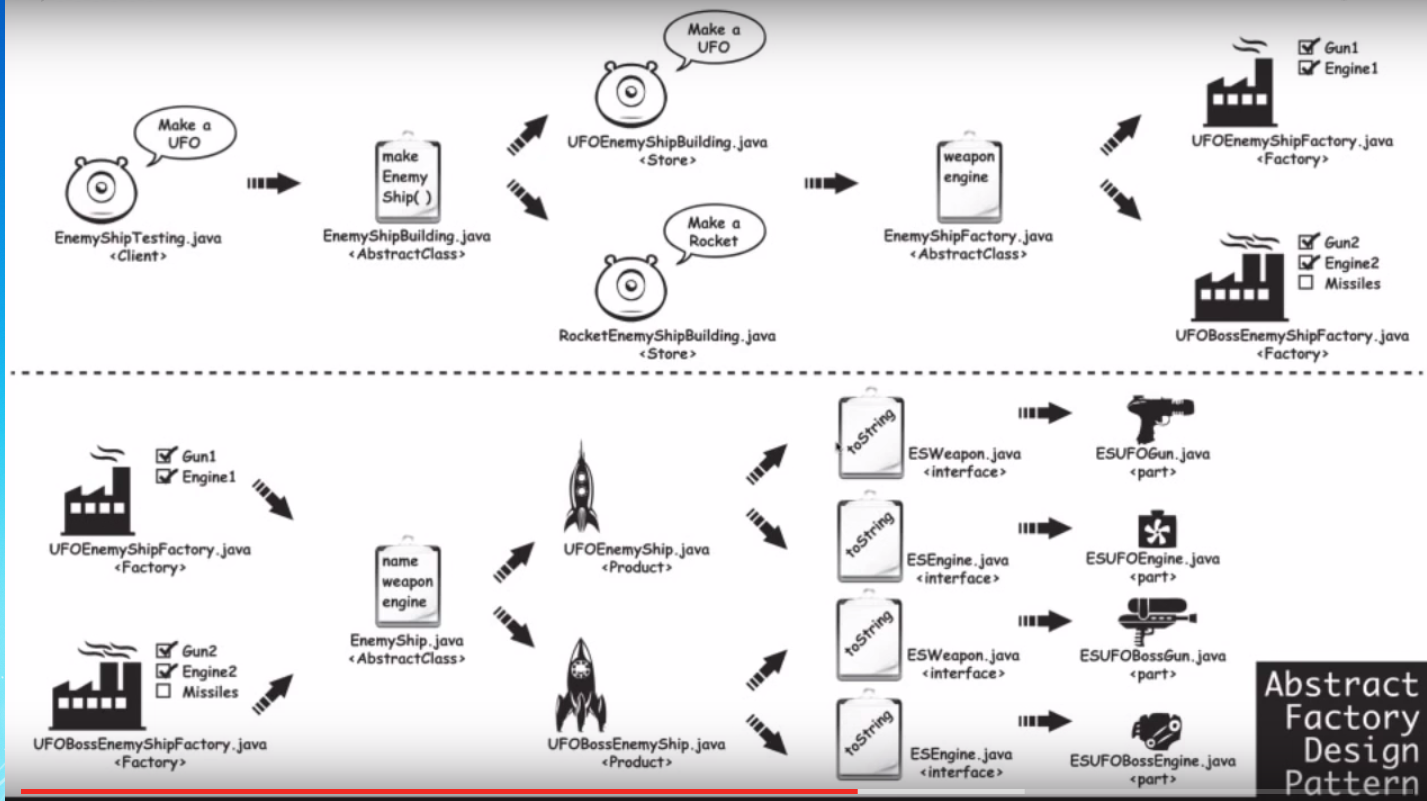 Make a
UFO
EnemyShipTesting.java
<Client>
make
Enemy
Ship( )
EnemyShipBuilding.java
<AbstractClass>
Make a
UFO
UFOEnemyShipBuilding.java
<Store>
Make a
Rocket
RocketEnemyShipBuilding.java
<Store>
weapon
engine
EnemyShipFactory.java
<AbstractClass>
Gun1
Engine1
UFOEnemyShipFactory.java
<Factory>
Gun2
Engine2
Missiles
UFOBossEnemyShipFactory.java
<Factory>
Gun1
Engine1
UFOEnemyShipFactory.java
<Factory>
Gun2
Engine2
Missiles
UFOBossEnemyShipFactory.java
<Factory>
name
weapon
engine
EnemyShip.java
<AbstractClass>
UFOEnemyShip.java
<Product>
UFOBossEnemyShip.java
<Product>
toString
ESWeapon.java
<interface>
ESUFOGun.java
<part>
toString
ESEngine.java
<interface>
ESUFOEngine.java
<part>
toString
ESWeapon.java
<interface>
ESUFOBossGun.java
<part>
toString
ESEngine.java
<interface>
ESUFOBossEngine.java
<part>
Abstract
Factory
Design
Pattern